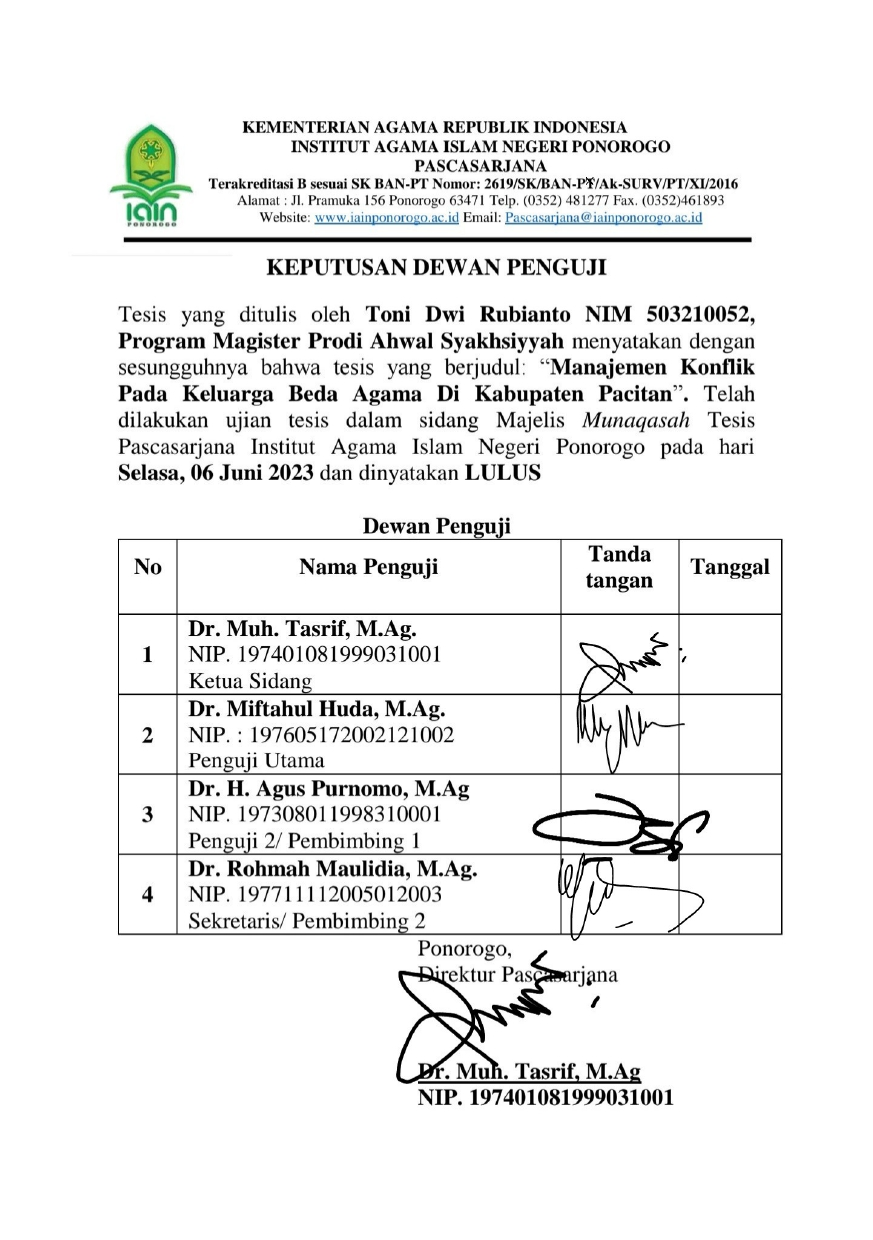 KEMENTERIAN AGAMA REPUBLIK INDONESIA
INSTITUT AGAMA ISLAM NEGERI PONOROGO
PASCASARJANA
Terakreditasi B sesuai SK BAN-PT Nomor: 2619/SK/BAN-PT/Ak-SURV/PT/XI/2016
Alamat : Jl. Pramuka 156 Ponorogo 63471 Telp. (0352) 481277 Fax. (0352)461893
Website: www.iainponorogo.ac.id Email: Pascasarjana@iainponorogo.ac.id
iain
PONOROGO
KEPUTUSAN DEWAN PENGUJI
Tesis yang ditulis oleh Toni Dwi Rubianto NIM 503210052,
Program Magister Prodi Ahwal Syakhsiyyah menyatakan dengan
sesungguhnya bahwa tesis yang berjudul: “Manajemen Konflik
Pada Keluarga Beda Agama Di Kabupaten Pacitan”. Telah
dilakukan ujian tesis dalam sidang Majelis Munaqasah Tesis
Pascasarjana Institut Agama Islam Negeri Ponorogo pada hari
Selasa, 06 Juni 2023 dan dinyatakan LULUS
Dewan Penguji
No Nama Penguji Tanda tangan Tanggal
1 Dr. Muh. Tasrif, M.Ag.
NIP. 197401081999031001
Ketua Sidang
2 Dr. Miftahul Huda, M.Ag.
NIP. : 197605172002121002
Penguji Utama
3 Dr. H. Agus Purnomo, M.Ag
NIP. 197308011998310001
Penguji 2/ Pembimbing 1
4 Dr. Rohmah Maulidia, M.Ag.
NIP. 197711112005012003
Sekretaris/ Pembimbing 2
Ponorogo,
Direktur Pascasarjana
Dr. Muh. Tasrif, M.Ag
NIP. 197401081999031001